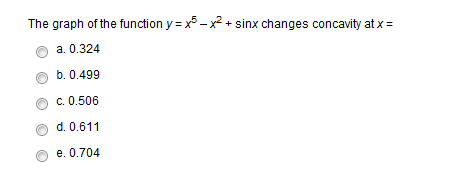 The graph of the function y = x⁵ – x² + sinx changes concavity at x =
a. 0.324
b. 0.499
c. 0.506
d. 0.611
e. 0.704